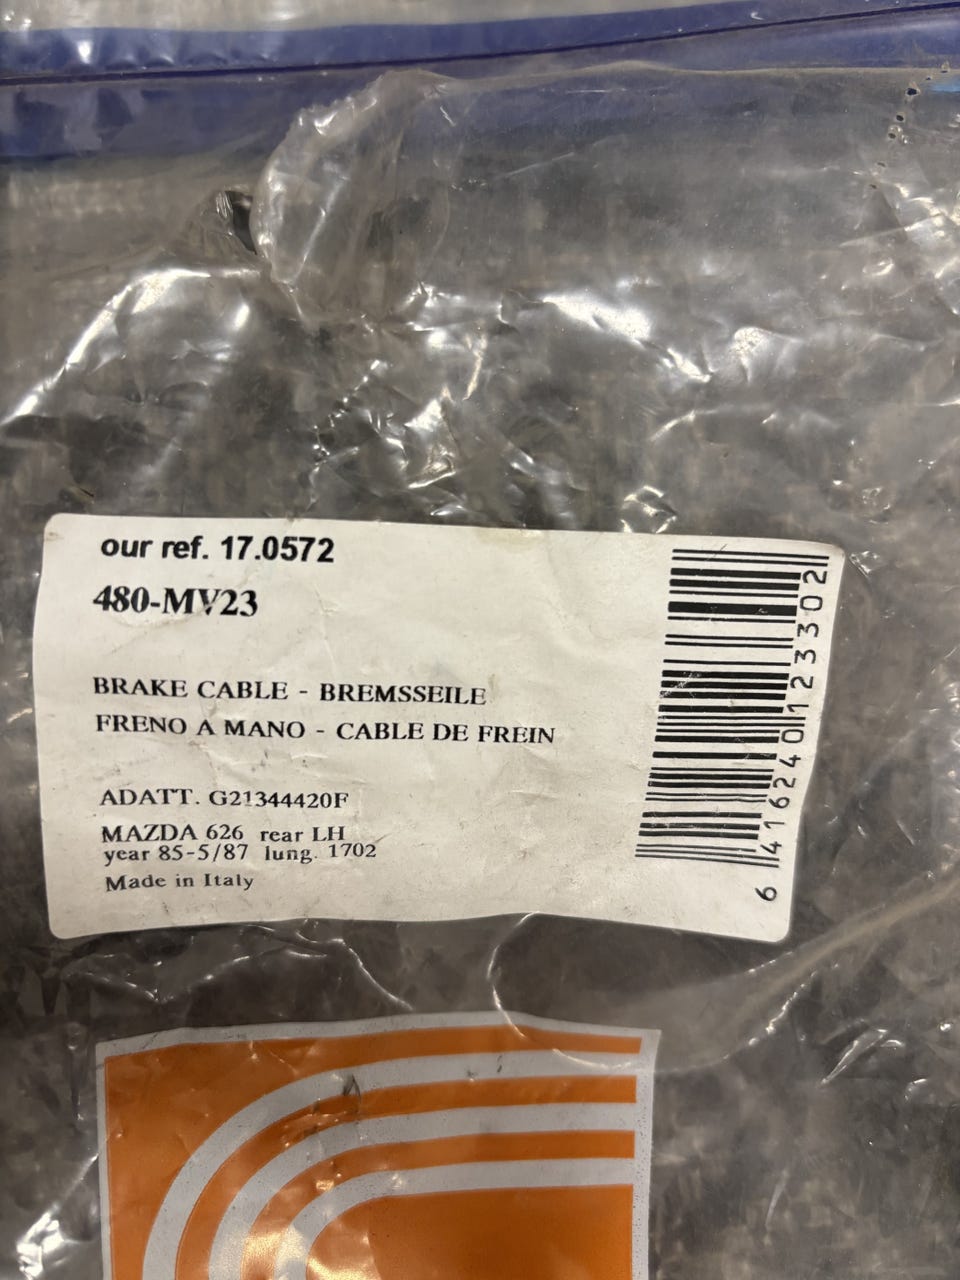 our ref. 17.0572
480-MV23
BRAKE CABLE - BREMSSEILE
FRENO A MANO - CABLE DE FREIN
ADATT. G21344420F
MAZDA 626 rear LH
year 85-5/87 lung. 1702
Made in Italy
6 416240 123302